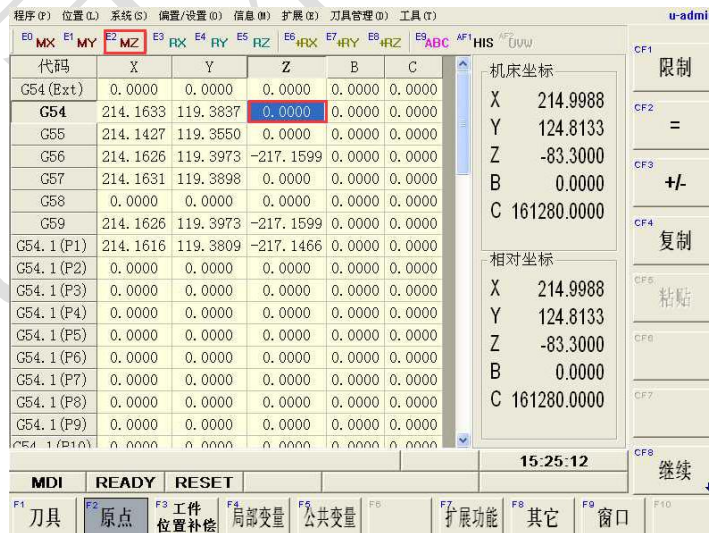 程序(P) 位置(L) 系统(S) 偏置/设置(O) 信息(M) 扩展(E) 刀具管理(D) 工具(T) u-admi
E0 MX E1 MY E2 MZ E3 RX E4 RY E5 RZ E6 +RX E7 +RY E8 +RZ E9 ABC AF1 HIS AF2 UVW
代码 X Y Z B C
G54(Ext) 0.0000 0.0000 0.0000 0.0000 0.0000
G54 214.1633 119.3837 0.0000 0.0000 0.0000
G55 214.1427 119.3550 0.0000 0.0000 0.0000
G56 214.1626 119.3973 -217.1599 0.0000 0.0000
G57 214.1631 119.3898 0.0000 0.0000 0.0000
G58 0.0000 0.0000 0.0000 0.0000 0.0000
G59 214.1626 119.3973 -217.1599 0.0000 0.0000
G54.1(P1) 214.1616 119.3809 -217.1466 0.0000 0.0000
G54.1(P2) 0.0000 0.0000 0.0000 0.0000 0.0000
G54.1(P3) 0.0000 0.0000 0.0000 0.0000 0.0000
G54.1(P4) 0.0000 0.0000 0.0000 0.0000 0.0000
G54.1(P5) 0.0000 0.0000 0.0000 0.0000 0.0000
G54.1(P6) 0.0000 0.0000 0.0000 0.0000 0.0000
G54.1(P7) 0.0000 0.0000 0.0000 0.0000 0.0000
G54.1(P8) 0.0000 0.0000 0.0000 0.0000 0.0000
G54.1(P9) 0.0000 0.0000 0.0000 0.0000 0.0000
G54.1(P10) 0.0000 0.0000 0.0000 0.0000 0.0000
机床坐标
X 214.9988
Y 124.8133
Z -83.3000
B 0.0000
C 161280.0000
相对坐标
X 214.9988
Y 124.8133
Z -83.3000
B 0.0000
C 161280.0000
CF1 限制
CF2 =
CF3 +/-
CF4 复制
CF5 粘贴
CF6
CF7
CF8 继续
15:25:12
MDI READY RESET
F1 刀具 F2 原点 F3 工件位置补偿 F4 局部变量 F5 公共变量 F6 F7 扩展功能 F8 其它 F9 窗口 F10